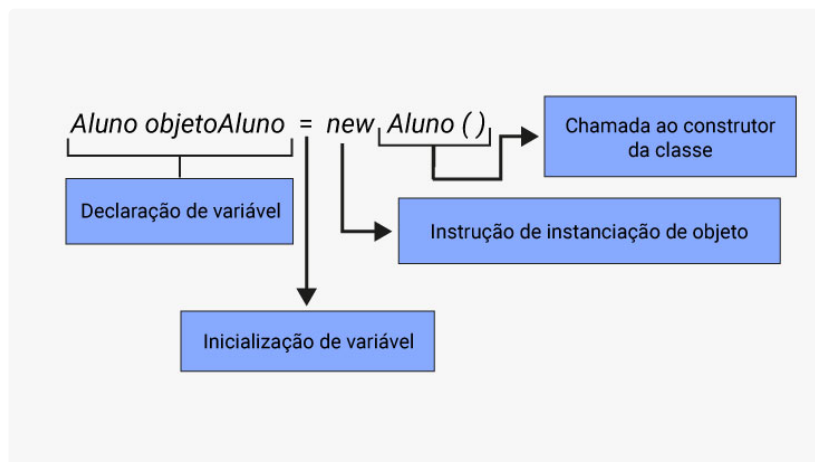 Aluno objetoAluno = new Aluno ( )
Chamada ao construtor
da classe
Declaração de variável
Instrução de instanciação de objeto
Inicialização de variável